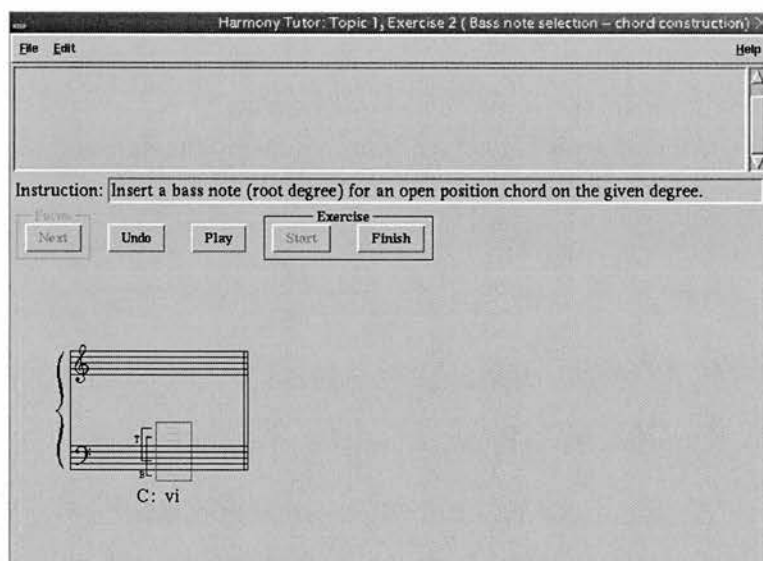 Harmony Tutor: Topic 1, Exercise 2 ( Bass note selection – chord construction)
File Edit Help
Instruction: Insert a bass note (root degree) for an open position chord on the given degree.
Focus Exercise
Next Undo Play Start Finish
T
B
C: vi